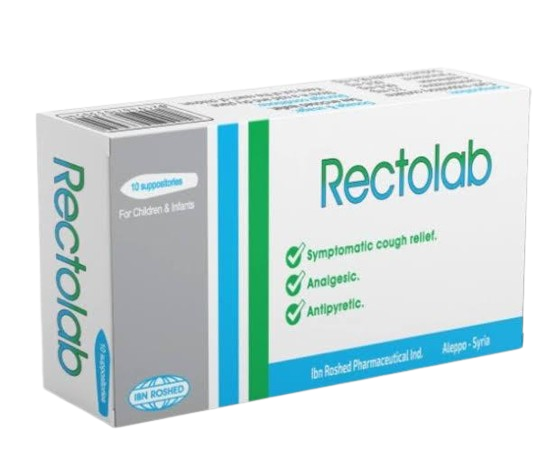 Rectolab
10 suppositories
IBN ROSHED
10 suppositories
For Children & Infants
Rectolab
Symptomatic cough relief.
Analgesic.
Antipyretic.
Ibn Roshed Pharmaceutical Ind.
Aleppo - Syria